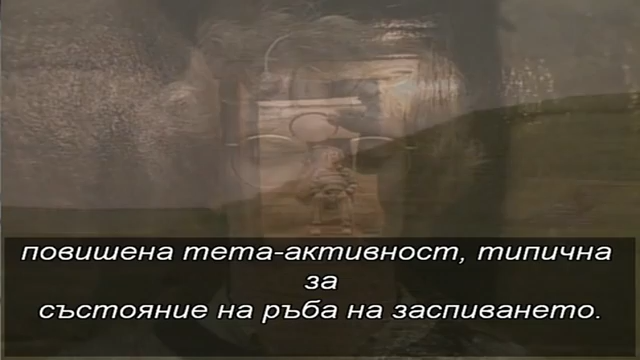 повишена тета-активност, типична
за
състояние на ръба на заспиването.